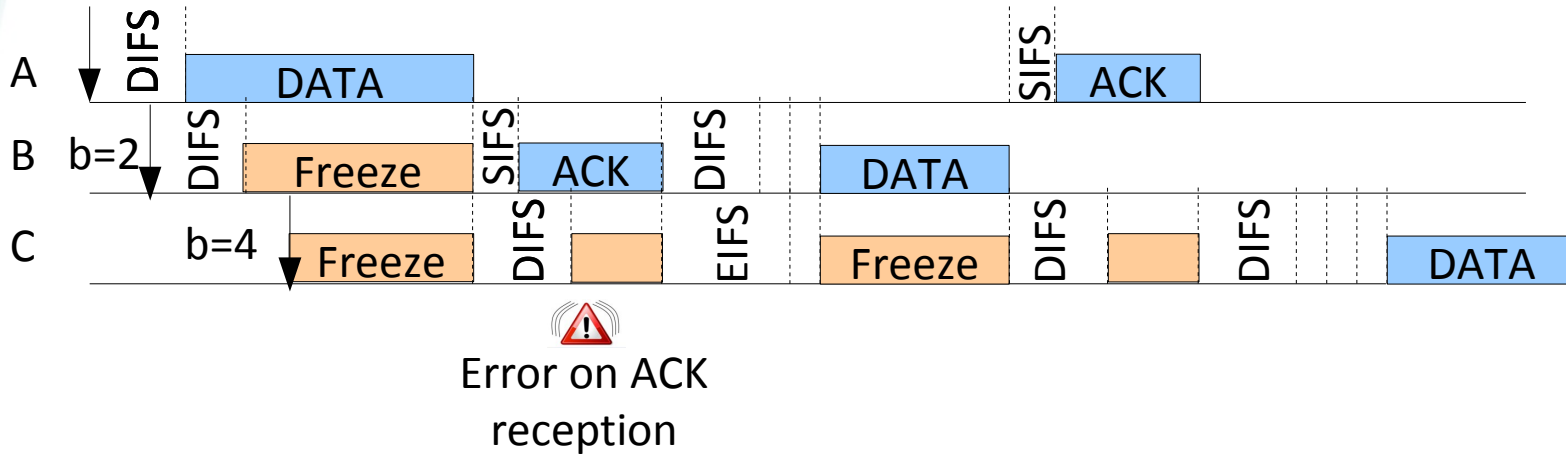 DIFS
A DATA SIFS ACK
B b=2 DIFS Freeze SIFS ACK DIFS DATA
C b=4 Freeze DIFS EIFS Freeze DIFS DIFS DATA
Error on ACK
reception